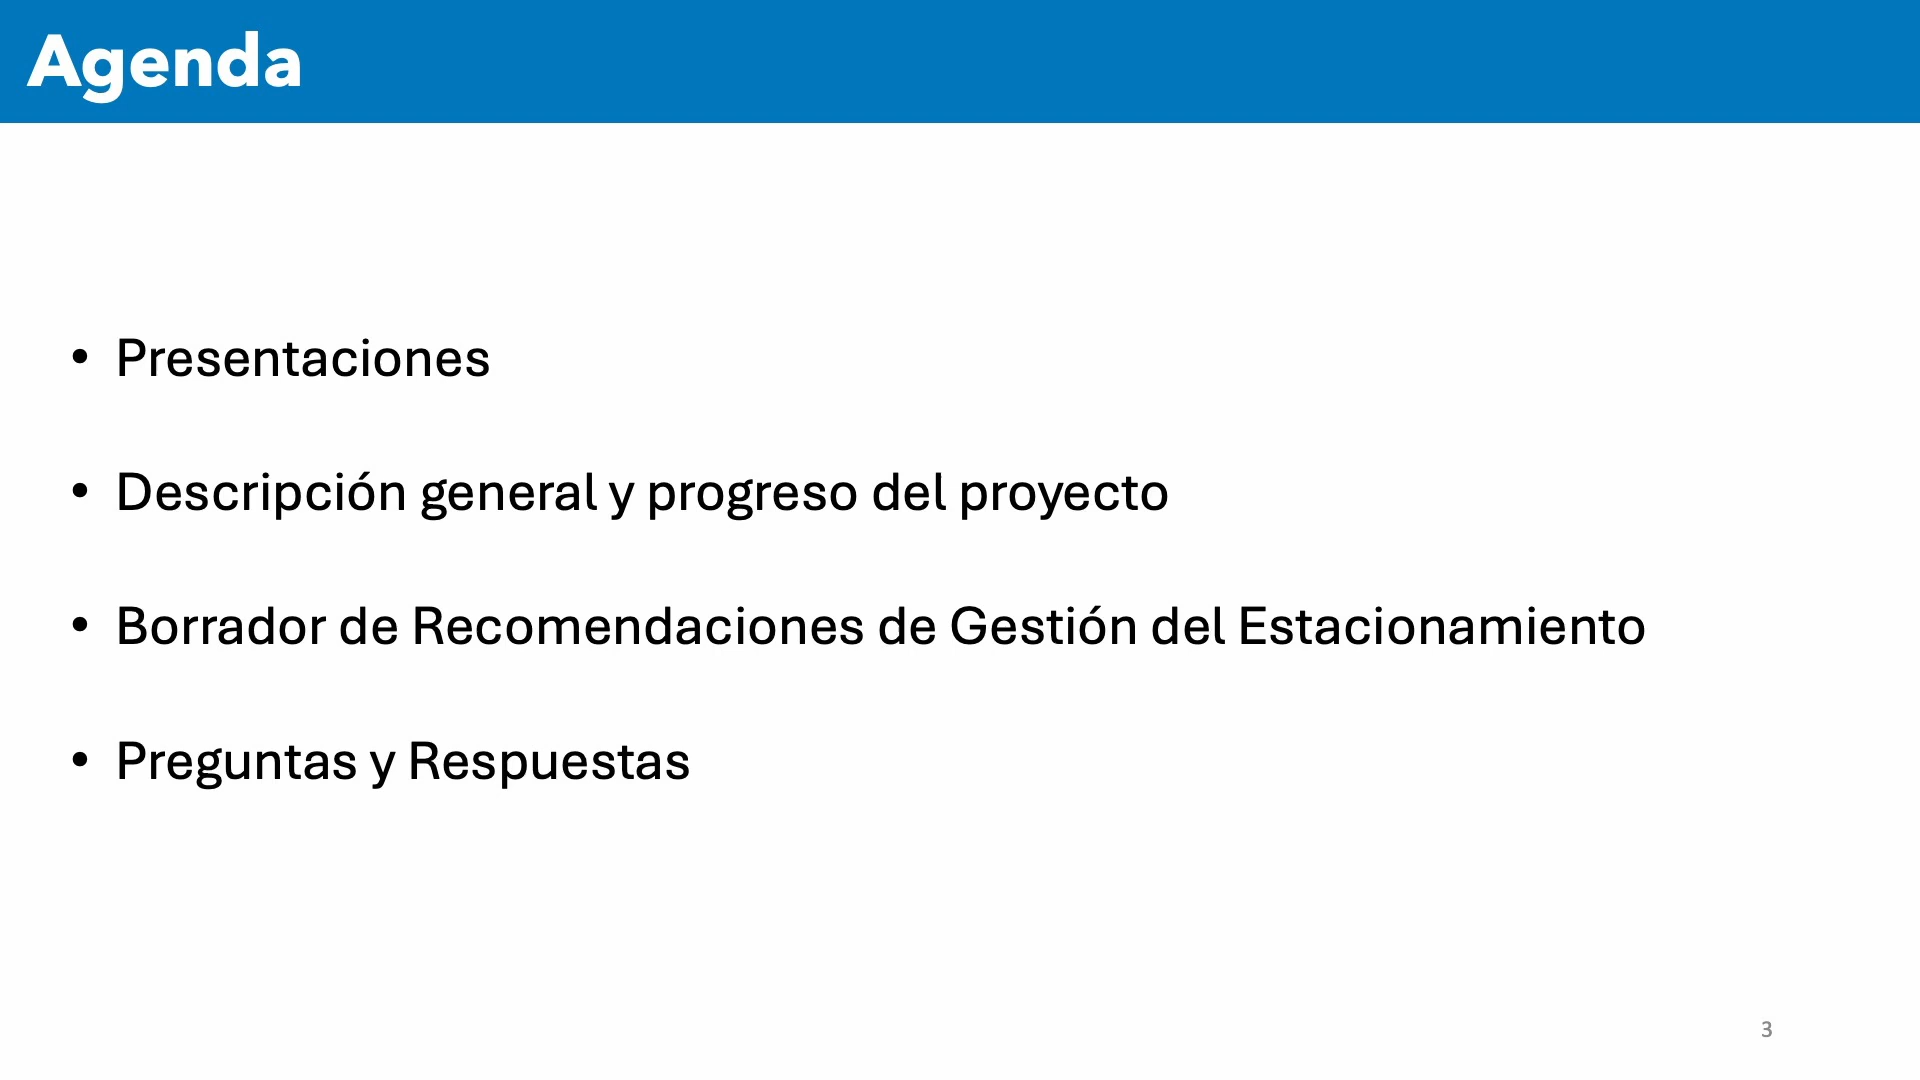 Agenda
• Presentaciones
• Descripción general y progreso del proyecto
• Borrador de Recomendaciones de Gestión del Estacionamiento
• Preguntas y Respuestas
3